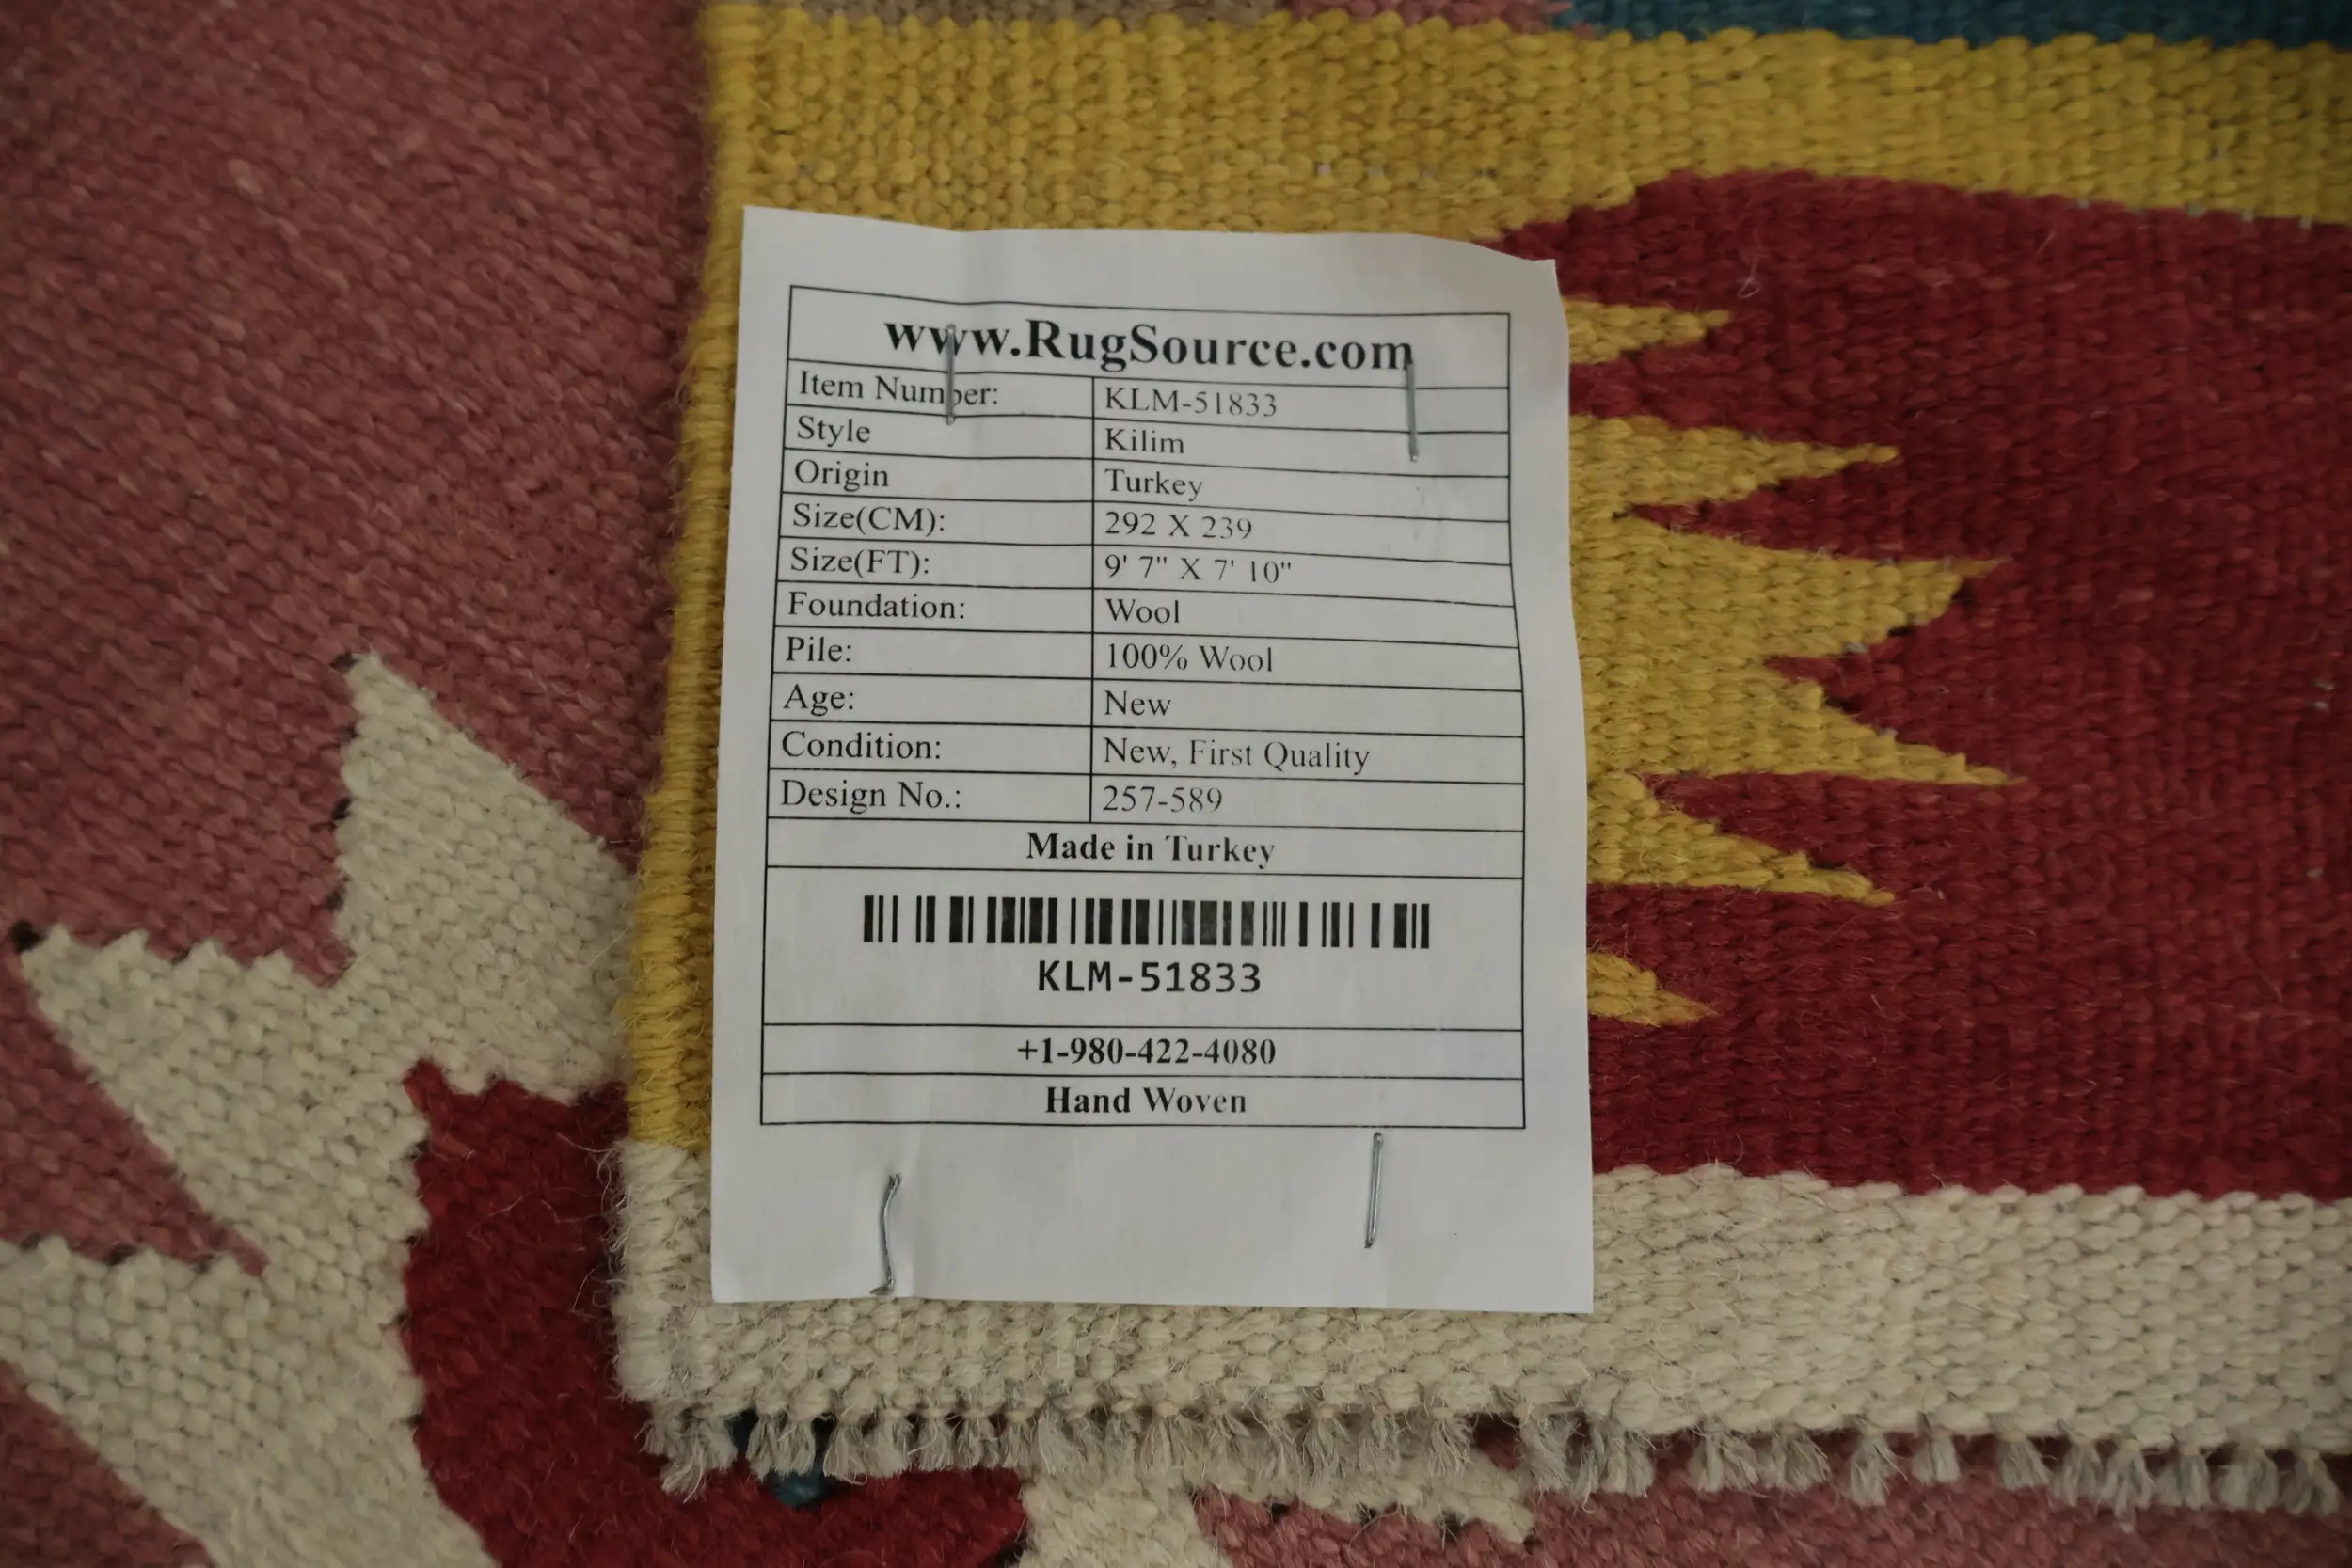 www.RugSource.com
Item Number: KLM-51833
Style Kilim
Origin Turkey
Size(CM): 292 X 239
Size(FT): 9' 7" X 7' 10"
Foundation: Wool
Pile: 100% Wool
Age: New
Condition: New, First Quality
Design No.: 257-589
Made in Turkey
KLM-51833
+1-980-422-4080
Hand Woven